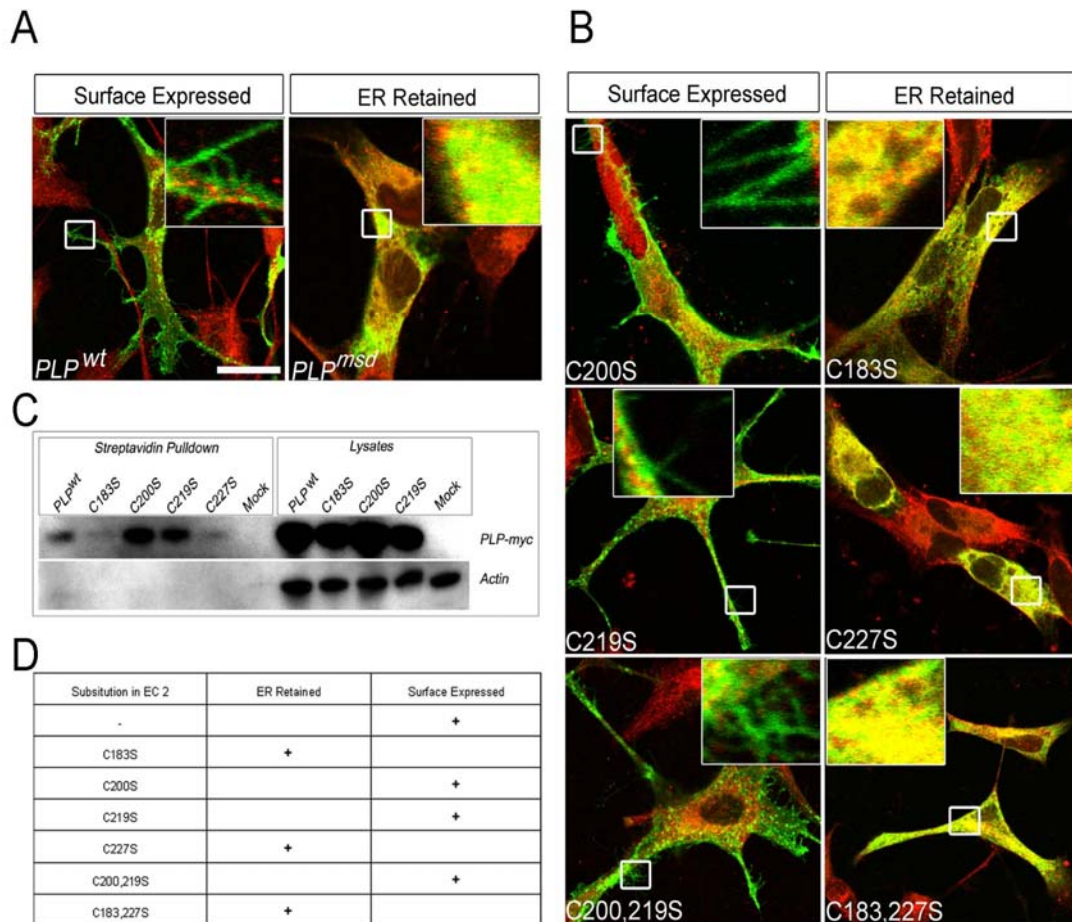 A
Surface Expressed
ER Retained
PLP wt
PLP msd
B
Surface Expressed
ER Retained
C200S
C183S
C219S
C227S
C200,219S
C183,227S
C
Streptavidin Pulldown
Lysates
PLP wt
C183S
C200S
C219S
C227S
Mock
PLP wt
C183S
C200S
C219S
Mock
PLP-myc
Actin
D
Subsitution in EC 2 ER Retained Surface Expressed
- +
C183S +
C200S +
C219S +
C227S +
C200,219S +
C183,227S +